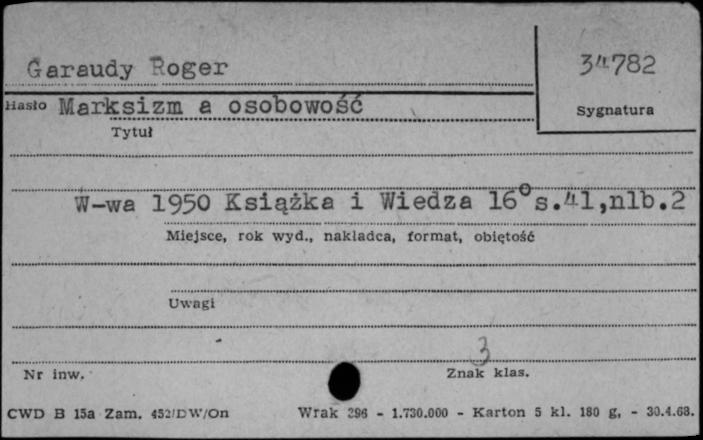 Garaudy Roger
34782
Hasło Marksizm a osobowość
Sygnatura
Tytuł
W-wa 1950 Książka i Wiedza 16° s.41,nlb.2
Miejsce, rok wyd., nakładca, format, objętość
Uwagi
3
Nr inw.
Znak klas.
CWD B 15a Zam. 452/DW/On Wrak 296 - 1.730.000 - Karton 5 kl. 180 g, - 30.4.68.